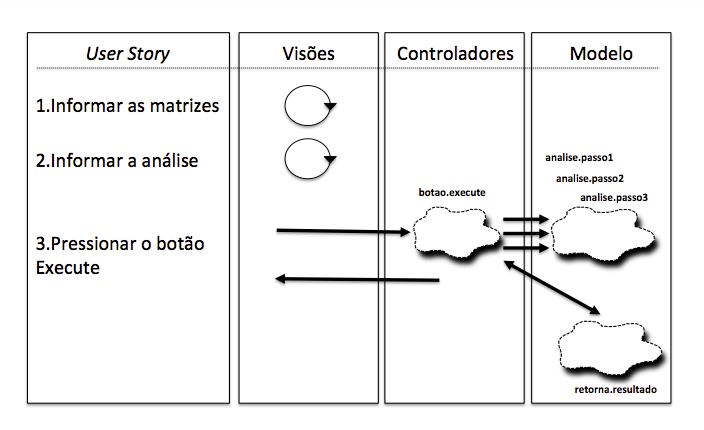 User Story
Visões
Controladores
Modelo
1.Informar as matrizes
2.Informar a análise
analise.passo1
analise.passo2
analise.passo3
botao.execute
3.Pressionar o botão
Execute
retorna.resultado